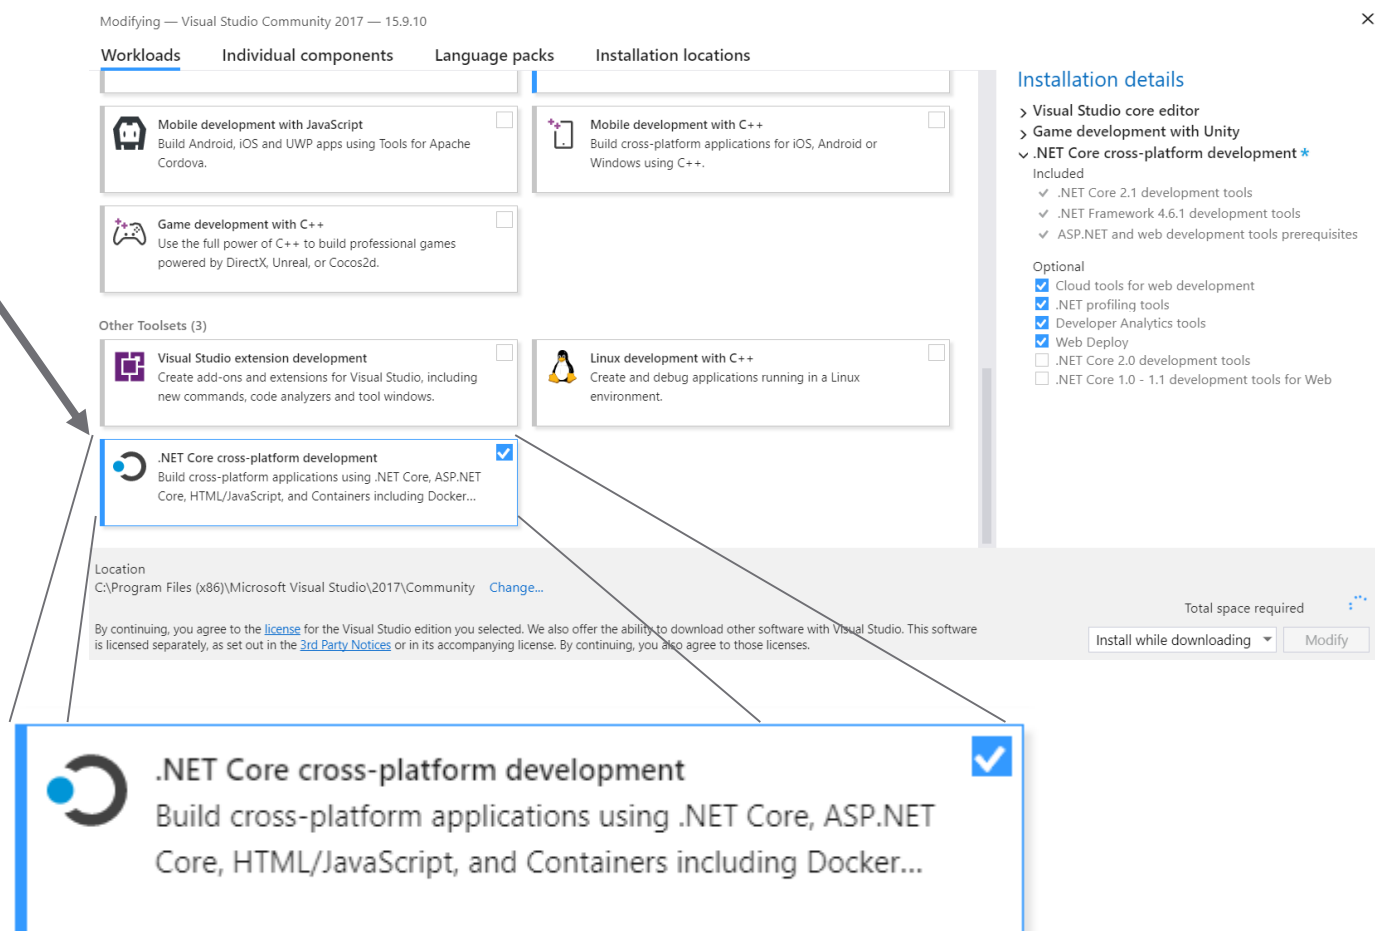 Modifying — Visual Studio Community 2017 — 15.9.10
Workloads Individual components Language packs Installation locations
Mobile development with JavaScript
Build Android, iOS and UWP apps using Tools for Apache
Cordova.
Mobile development with C++
Build cross-platform applications for iOS, Android or
Windows using C++.
Game development with C++
Use the full power of C++ to build professional games
powered by DirectX, Unreal, or Cocos2d.
Other Toolsets (3)
Visual Studio extension development
Create add-ons and extensions for Visual Studio, including
new commands, code analyzers and tool windows.
Linux development with C++
Create and debug applications running in a Linux
environment.
.NET Core cross-platform development
Build cross-platform applications using .NET Core, ASP.NET
Core, HTML/JavaScript, and Containers including Docker...
Installation details
Visual Studio core editor
Game development with Unity
.NET Core cross-platform development *
Included
.NET Core 2.1 development tools
.NET Framework 4.6.1 development tools
ASP.NET and web development tools prerequisites
Optional
Cloud tools for web development
.NET profiling tools
Developer Analytics tools
Web Deploy
.NET Core 2.0 development tools
.NET Core 1.0 - 1.1 development tools for Web
Location
C:\Program Files (x86)\Microsoft Visual Studio\2017\Community Change...
By continuing, you agree to the license for the Visual Studio edition you selected. We also offer the ability to download other software with Visual Studio. This software
is licensed separately, as set out in the 3rd Party Notices or in its accompanying license. By continuing, you also agree to those licenses.
Total space required
Install while downloading Modify
.NET Core cross-platform development
Build cross-platform applications using .NET Core, ASP.NET
Core, HTML/JavaScript, and Containers including Docker...